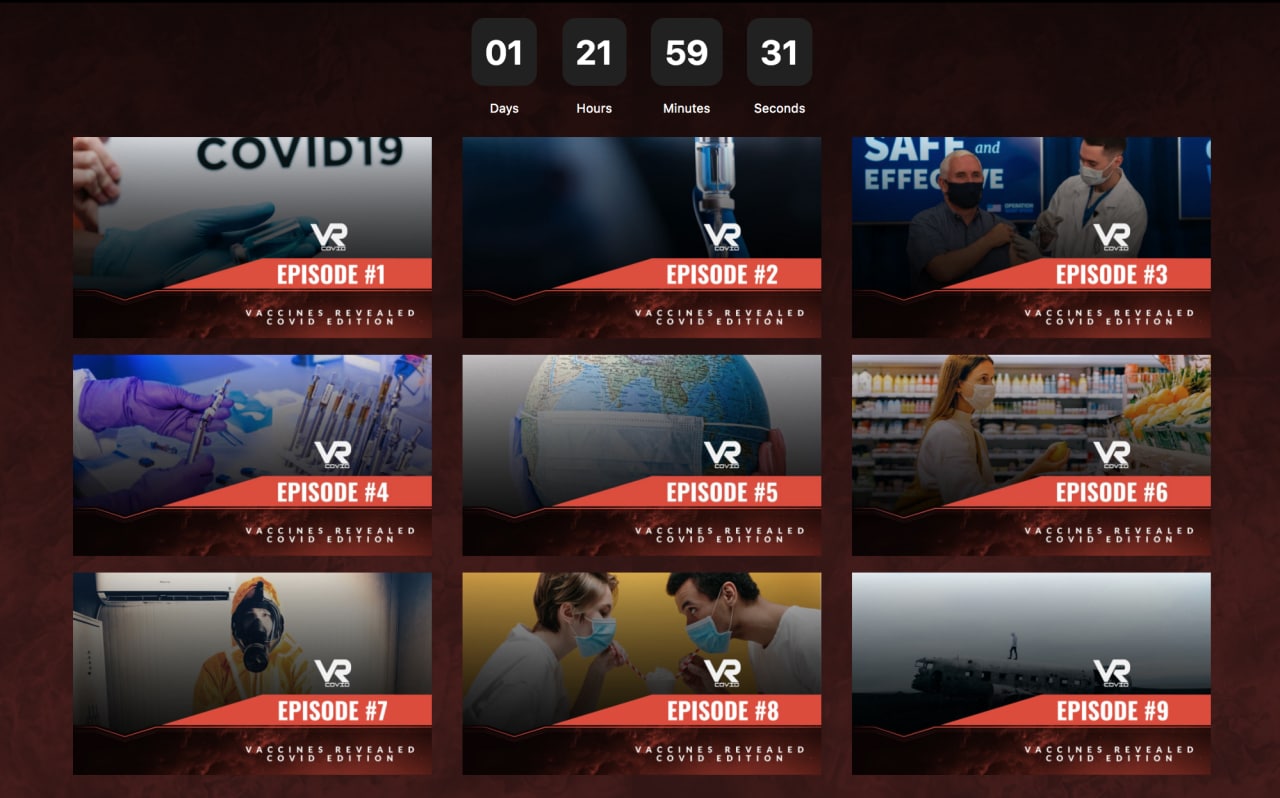 01 21 59 31
Days Hours Minutes Seconds
COVID19
VR
COVID
EPISODE #1
VACCINES REVEALED
COVID EDITION
VR
COVID
EPISODE #2
VACCINES REVEALED
COVID EDITION
SAFE and
EFFECTIVE
OPERATION
VR
COVID
EPISODE #3
VACCINES REVEALED
COVID EDITION
VR
COVID
EPISODE #4
VACCINES REVEALED
COVID EDITION
VR
COVID
EPISODE #5
VACCINES REVEALED
COVID EDITION
VR
COVID
EPISODE #6
VACCINES REVEALED
COVID EDITION
VR
COVID
EPISODE #7
VACCINES REVEALED
COVID EDITION
VR
COVID
EPISODE #8
VACCINES REVEALED
COVID EDITION
VR
COVID
EPISODE #9
VACCINES REVEALED
COVID EDITION